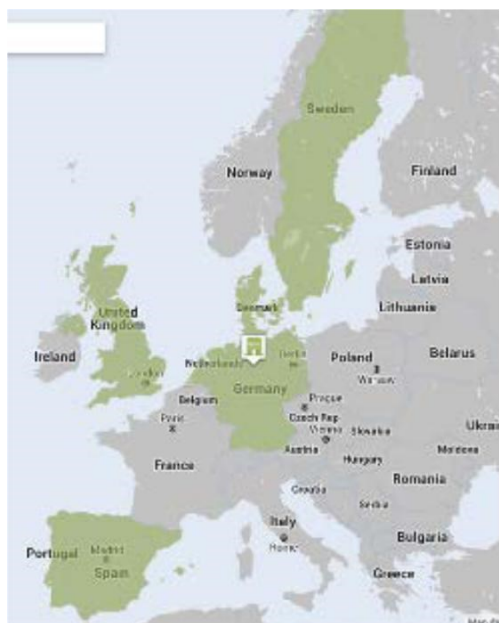 Sweden
Norway
Finland
Estonia
Latvia
Denmark
Lithuania
United
Kingdom
Ireland
London
Netherlands
Berlin
Poland
Warsaw
Belarus
Germany
Belgium
Prague
Paris
Czech Rep
Vienna
Slovakia
Ukrai
Austria
Hungary
Moldova
France
Romania
Croatia
Serbia
Italy
Rome
Bulgaria
Portugal
Madrid
Spain
Greece